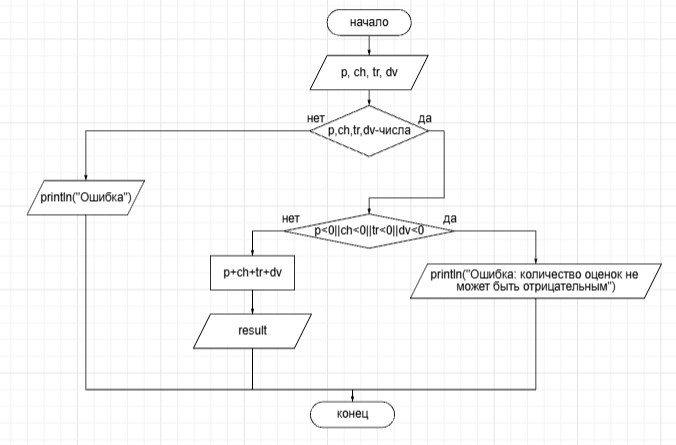 начало
p, ch, tr, dv
нет
да
p,ch,tr,dv-числа
println("Ошибка")
нет
да
p<0||ch<0||tr<0||dv<0
p+ch+tr+dv
println("Ошибка: количество оценок не
может быть отрицательным")
result
конец